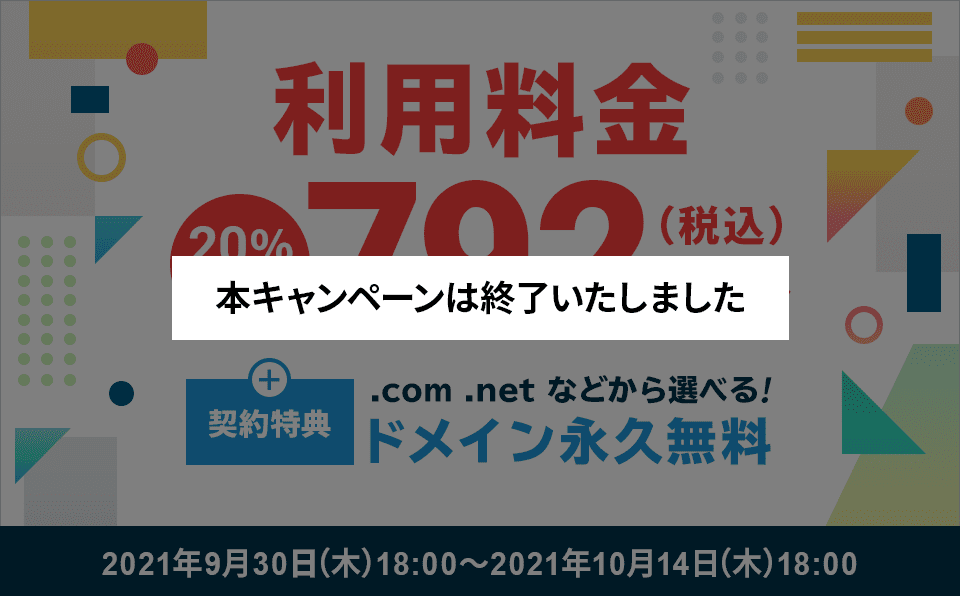 利用料金
20%
792
(税込)
本キャンペーンは終了いたしました
+
契約特典
.com .net などから選べる!
ドメイン永久無料
2021年9月30日(木)18:00～2021年10月14日(木)18:00